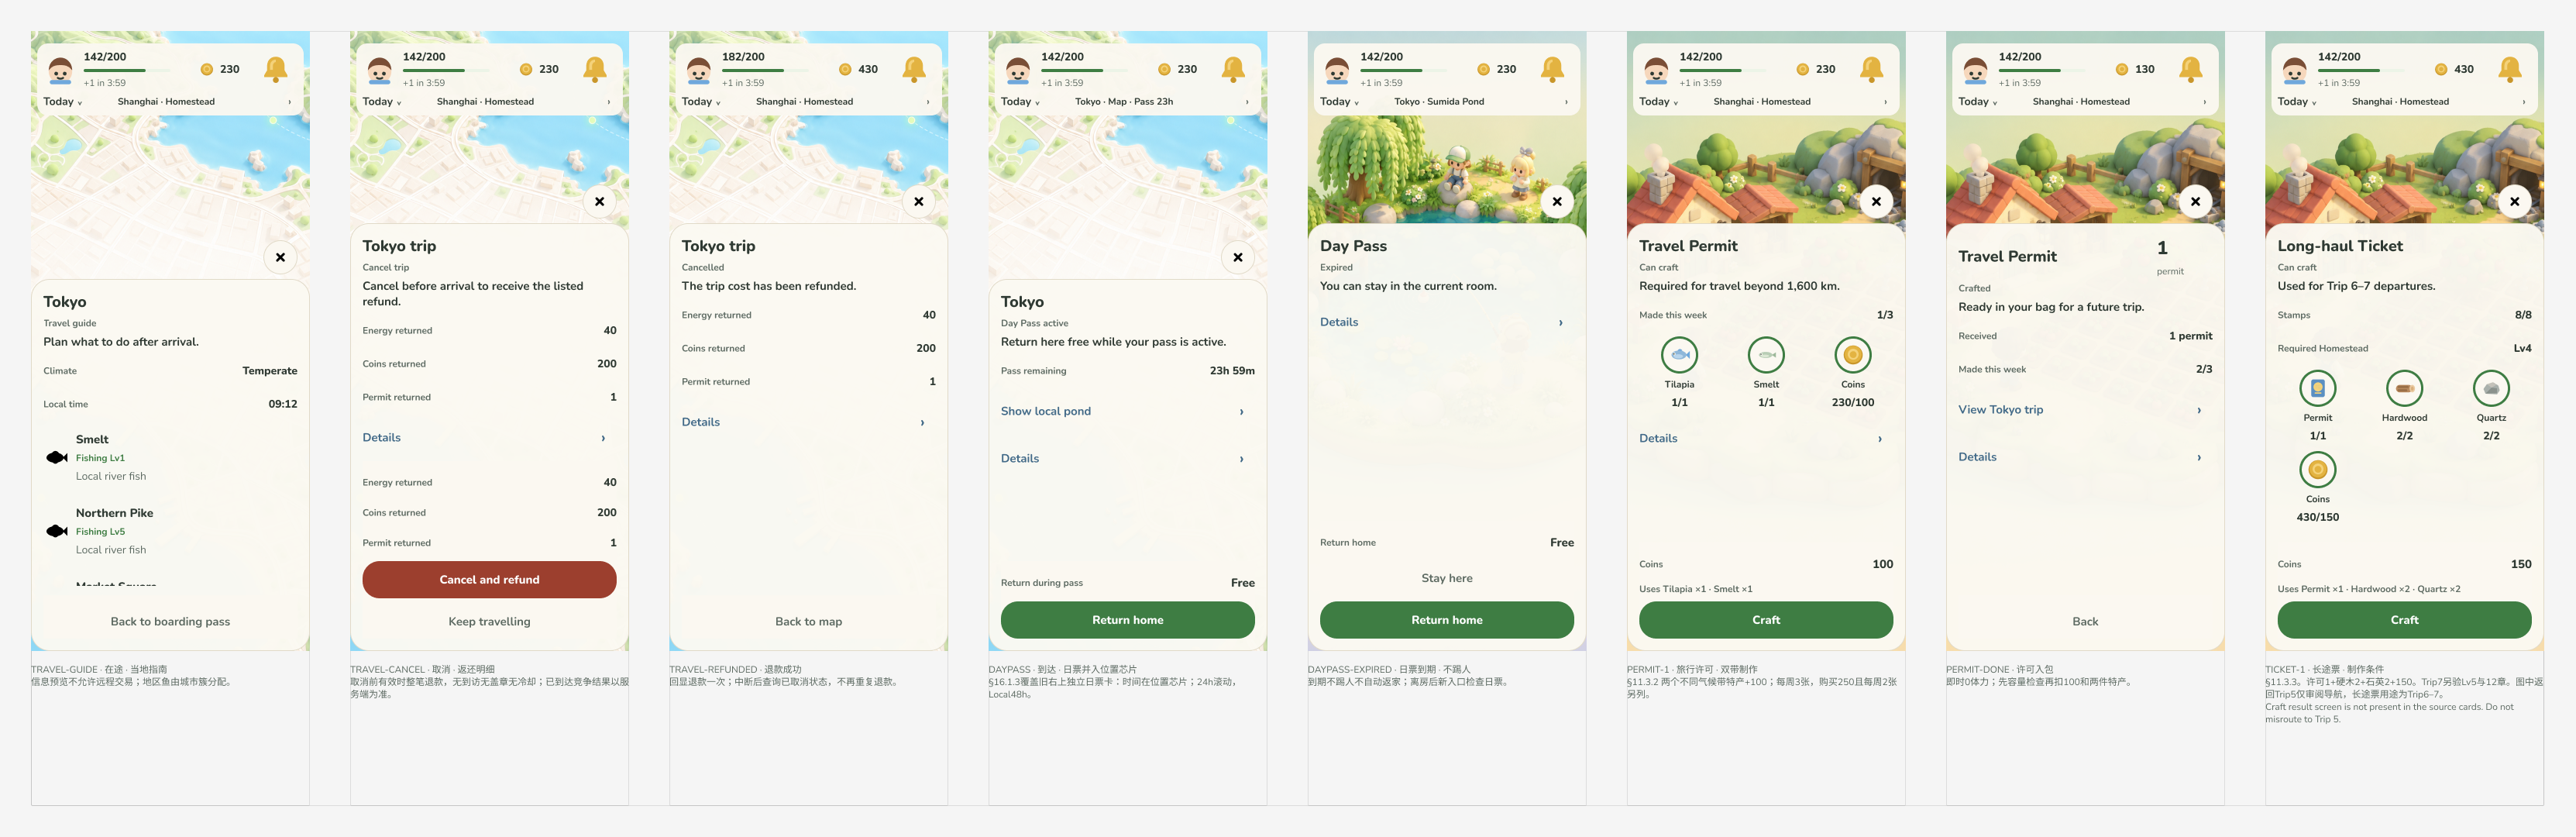 142/200
230
+1 in 3:59
Today v
Shanghai · Homestead
›
×
Tokyo
Travel guide
Plan what to do after arrival.
Climate
Temperate
Local time
09:12
Smelt
Fishing Lv1
Local river fish
Northern Pike
Fishing Lv5
Local river fish
Market Square
Back to boarding pass
TRAVEL-GUIDE · 在途 · 当地指南
信息预览不允许远程交易；地区鱼由城市簇分配。
142/200
230
+1 in 3:59
Today v
Shanghai · Homestead
›
×
Tokyo trip
Cancel trip
Cancel before arrival to receive the listed
refund.
Energy returned
40
Coins returned
200
Permit returned
1
Details
›
Energy returned
40
Coins returned
200
Permit returned
1
Cancel and refund
Keep travelling
TRAVEL-CANCEL · 取消 · 返还明细
取消前有效时整笔退款，无到访无盖章无冷却；已到达竞争结果以服
务端为准。
182/200
430
+1 in 3:59
Today v
Shanghai · Homestead
›
×
Tokyo trip
Cancelled
The trip cost has been refunded.
Energy returned
40
Coins returned
200
Permit returned
1
Details
›
Back to map
TRAVEL-REFUNDED · 退款成功
回显退款一次；中断后查询已取消状态，不再重复退款。
142/200
230
+1 in 3:59
Today v
Tokyo · Map · Pass 23h
›
×
Tokyo
Day Pass active
Return here free while your pass is active.
Pass remaining
23h 59m
Show local pond
›
Details
›
Return during pass
Free
Return home
DAYPASS · 到达 · 日票并入位置芯片
§16.1.3覆盖旧右上独立日票卡：时间在位置芯片；24h滚动，
Local48h。
142/200
230
+1 in 3:59
Today v
Tokyo · Sumida Pond
›
×
Day Pass
Expired
You can stay in the current room.
Details
›
Return home
Free
Stay here
Return home
DAYPASS-EXPIRED · 日票到期 · 不踢人
到期不踢人不自动返家；离房后新入口检查日票。
142/200
230
+1 in 3:59
Today v
Shanghai · Homestead
›
×
Travel Permit
Can craft
Required for travel beyond 1,600 km.
Made this week
1/3
Tilapia
Smelt
Coins
1/1
1/1
230/100
Details
›
Coins
100
Uses Tilapia ×1 · Smelt ×1
Craft
PERMIT-1 · 旅行许可 · 双带制作
§11.3.2 两个不同气候带特产+100；每周3张，购买250且每周2张
另列。
142/200
130
+1 in 3:59
Today v
Shanghai · Homestead
›
×
Travel Permit
1
permit
Crafted
Ready in your bag for a future trip.
Received
1 permit
Made this week
2/3
View Tokyo trip
›
Details
›
Back
PERMIT-DONE · 许可入包
即时0体力；先容量检查再扣100和两件特产。
142/200
430
+1 in 3:59
Today v
Shanghai · Homestead
›
×
Long-haul Ticket
Can craft
Used for Trip 6–7 departures.
Stamps
8/8
Required Homestead
Lv4
Permit
Hardwood
Quartz
1/1
2/2
2/2
Coins
430/150
Coins
150
Uses Permit ×1 · Hardwood ×2 · Quartz ×2
Craft
TICKET-1 · 长途票 · 制作条件
§11.3.3。许可1+硬木2+石英2+150。Trip7另验Lv5与12章。图中返
回Trip5仅审阅导航，长途票用途为Trip6–7。
Craft result screen is not present in the source cards. Do not
misroute to Trip 5.